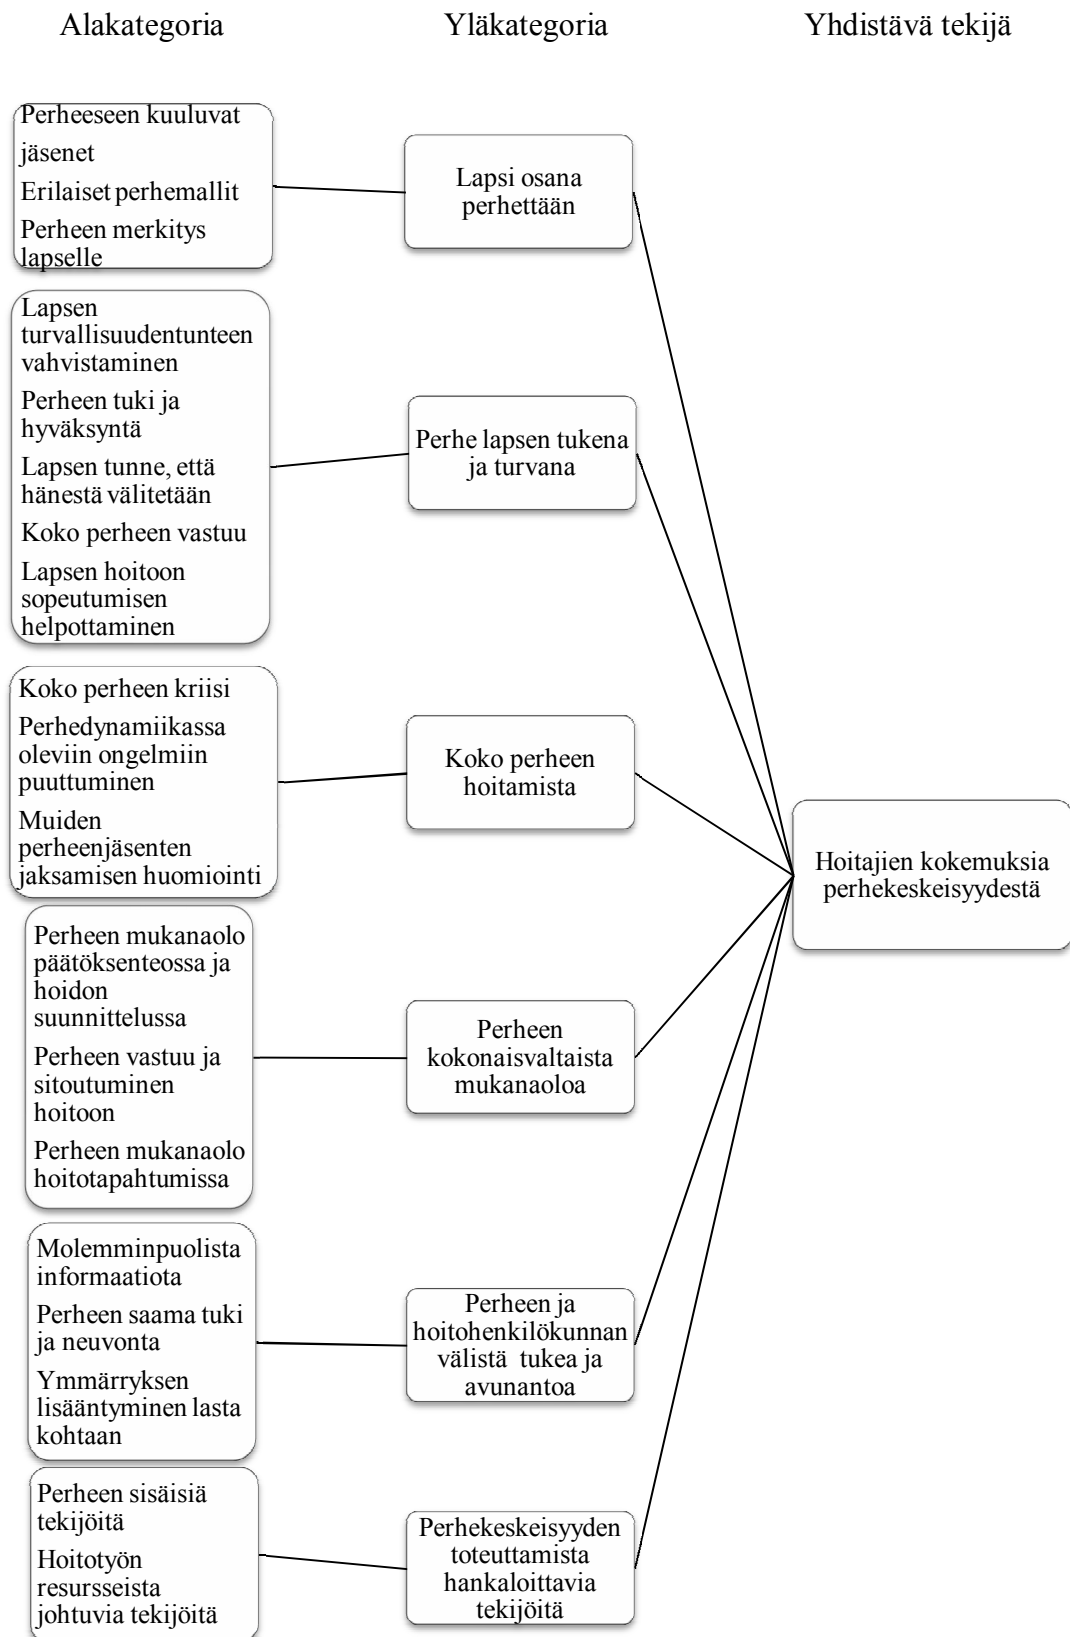 Alakategoria
Yläkategoria
Yhdistävä tekijä
Perheeseen kuuluvat
jäsenet
Erilaiset perhemallit
Perheen merkitys
lapselle
Lapsi osana
perhettään
Lapsen
turvallisuudentunteen
vahvistaminen
Perheen tuki ja
hyväksyntä
Lapsen tunne, että
hänestä välitetään
Koko perheen vastuu
Lapsen hoitoon
sopeutumisen
helpottaminen
Perhe lapsen tukena
ja turvana
Koko perheen kriisi
Perhedynamiikassa
oleviin ongelmiin
puuttuminen
Muiden
perheenjäsenten
jaksamisen huomiointi
Koko perheen
hoitamista
Hoitajien kokemuksia
perhekeskeisyydestä
Perheen mukanaolo
päätöksenteossa ja
hoidon
suunnittelussa
Perheen vastuu ja
sitoutuminen
hoitoon
Perheen mukanaolo
hoitotapahtumissa
Perheen
kokonaisvaltaista
mukanaoloa
Molemminpuolista
informaatiota
Perheen saama tuki
ja neuvonta
Ymmärryksen
lisääntyminen lasta
kohtaan
Perheen ja
hoitohenkilökunnan
välistä tukea ja
avunantoa
Perheen sisäisiä
tekijöitä
Hoitotyön
resursseista
johtuvia tekijöitä
Perhekeskeisyyden
toteuttamista
hankaloittavia
tekijöitä